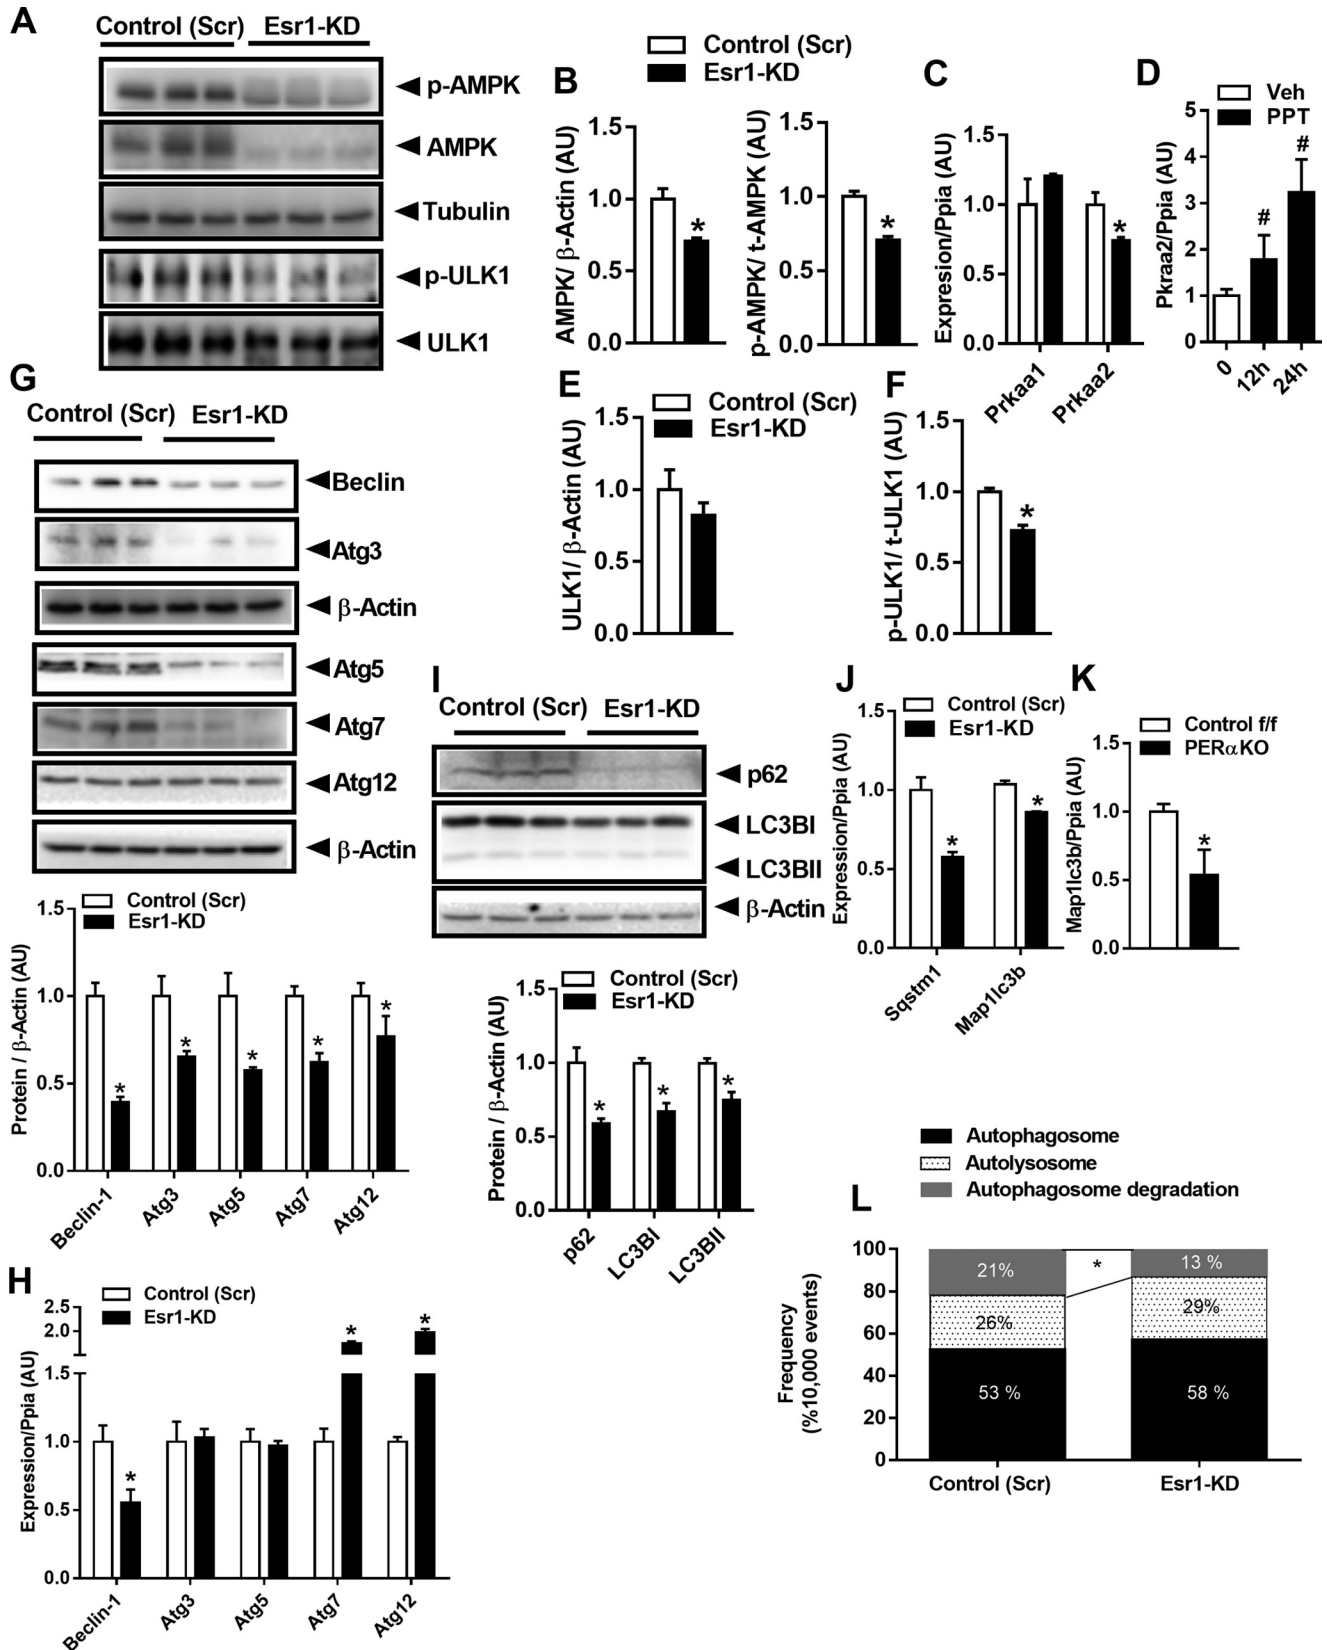 A
Control (Scr) Esr1-KD
p-AMPK
AMPK
Tubulin
p-ULK1
ULK1
Control (Scr)
Esr1-KD
B
AMPK/ β-Actin (AU)
1.5
1.0
0.5
0.0
*
p-AMPK/ t-AMPK (AU)
1.5
1.0
0.5
0.0
*
C
Expresion/Ppia (AU)
1.5
1.0
0.5
0.0
*
Prkaa1
Prkaa2
D
Veh
PPT
Pkraa2/Ppia (AU)
5
4
3
2
1
0
#
#
0
12h
24h
E
Control (Scr)
Esr1-KD
ULK1/ β-Actin (AU)
1.5
1.0
0.5
0.0
F
p-ULK1/ t-ULK1 (AU)
1.5
1.0
0.5
0.0
*
G
Control (Scr) Esr1-KD
Beclin
Atg3
β-Actin
Atg5
Atg7
Atg12
β-Actin
Control (Scr)
Esr1-KD
Protein / β-Actin (AU)
1.5
1.0
0.5
0.0
*
*
*
*
*
Beclin-1
Atg3
Atg5
Atg7
Atg12
H
Control (Scr)
Esr1-KD
Expression/Ppia (AU)
2.5
2.0
1.5
1.0
0.5
0.0
*
*
*
Beclin-1
Atg3
Atg5
Atg7
Atg12
I
Control (Scr) Esr1-KD
p62
LC3BI
LC3BII
β-Actin
Control (Scr)
Esr1-KD
Protein / β-Actin (AU)
1.5
1.0
0.5
0.0
*
*
*
p62
LC3BI
LC3BII
J
Control (Scr)
Esr1-KD
Expression/Ppia (AU)
1.5
1.0
0.5
0.0
*
*
Sqstm1
Map1lc3b
K
Control f/f
PERαKO
Map1lc3b/Ppia (AU)
1.5
1.0
0.5
0.0
*
L
Autophagosome
Autolysosome
Autophagosome degradation
Frequency
(%10,000 events)
100
80
60
40
20
0
21%
26%
53 %
*
13 %
29%
58 %
Control (Scr)
Esr1-KD